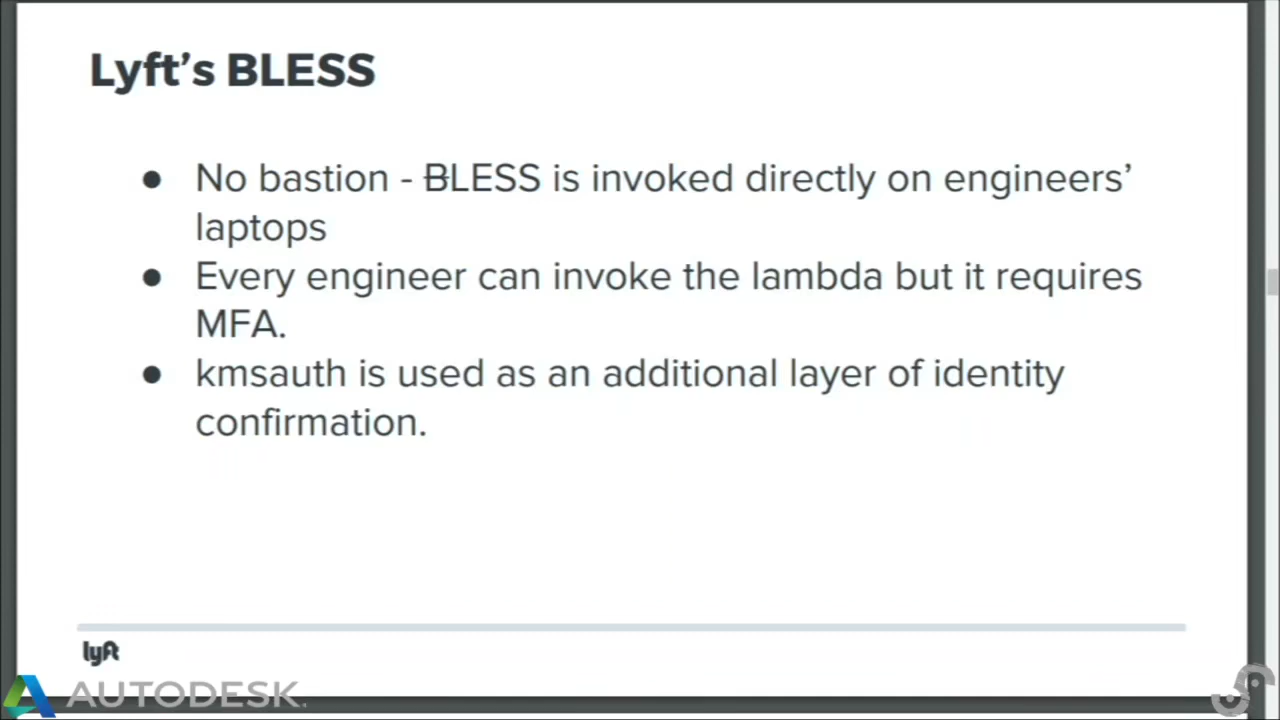 Lyft's BLESS
● No bastion - BLESS is invoked directly on engineers'
laptops
● Every engineer can invoke the lambda but it requires
MFA.
● kmsauth is used as an additional layer of identity
confirmation.
lyft
AUTODESK.